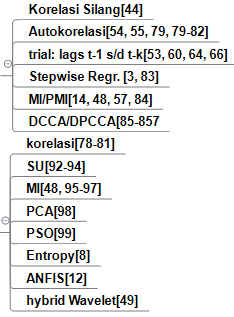 Korelasi Silang[44]
Autokorelasi[54, 55, 79, 79-82]
trial: lags t-1 s/d t-k[53, 60, 64, 66]
Stepwise Regr. [3, 83]
MI/PMI[14, 48, 57, 84]
DCCA/DPCCA[85-857
korelasi[78-81]
SU[92-94]
MI[48, 95-97]
PCA[98]
PSO[99]
Entropy[8]
ANFIS[12]
hybrid Wavelet[49]